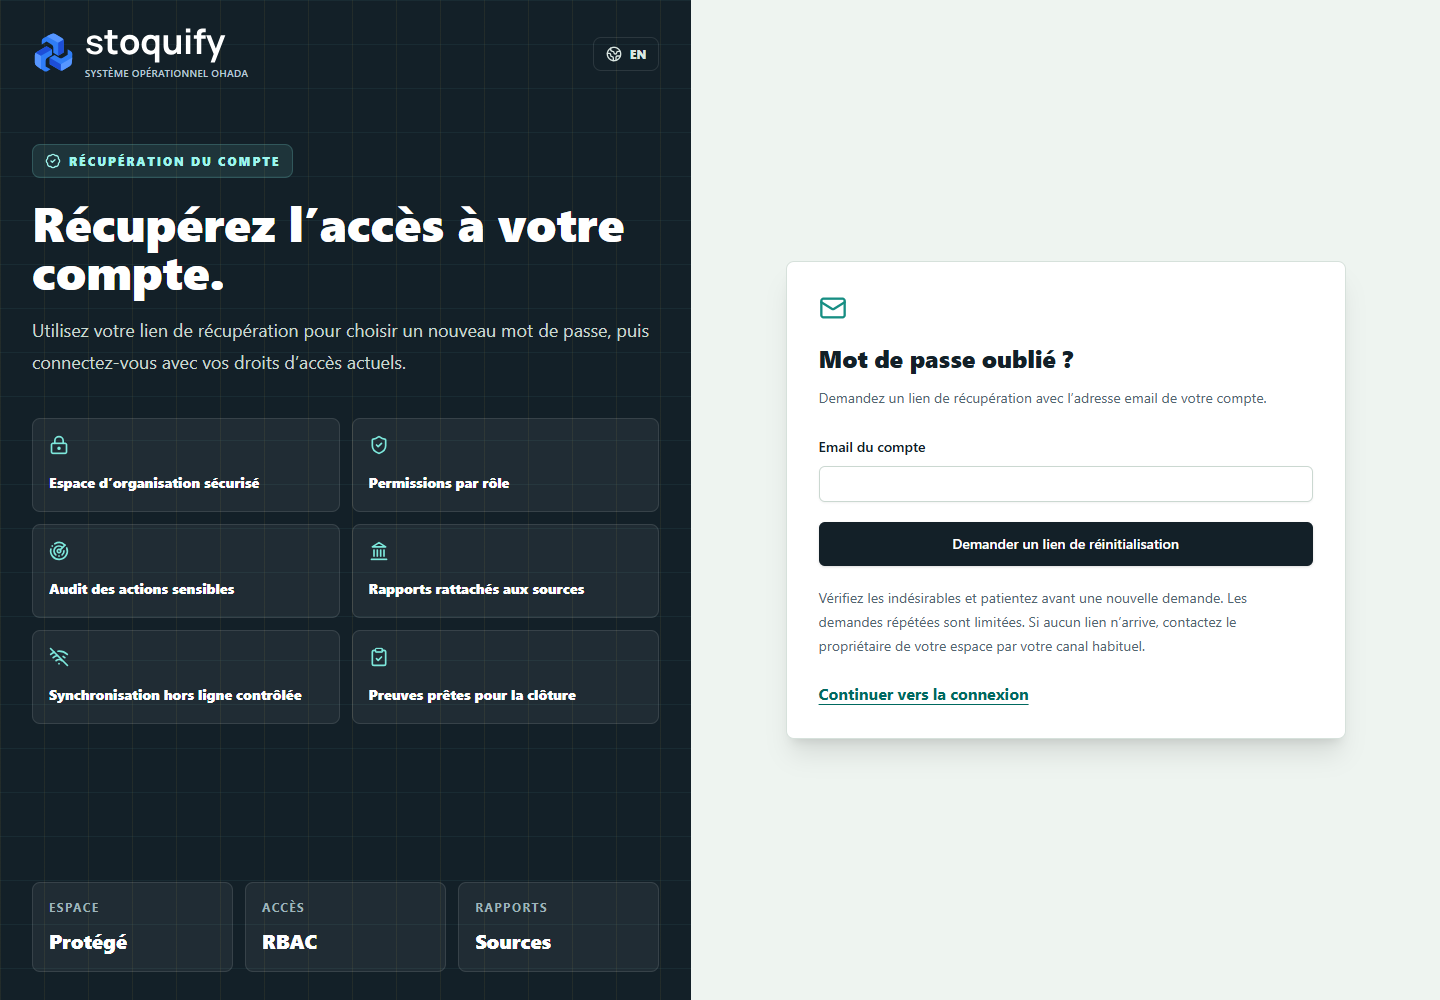 stoquify
SYSTÈME OPÉRATIONNEL OHADA
EN
RÉCUPÉRATION DU COMPTE
Récupérez l’accès à votre
compte.
Utilisez votre lien de récupération pour choisir un nouveau mot de passe, puis
connectez-vous avec vos droits d’accès actuels.
Espace d’organisation sécurisé
Permissions par rôle
Audit des actions sensibles
Rapports rattachés aux sources
Synchronisation hors ligne contrôlée
Preuves prêtes pour la clôture
ESPACE
Protégé
ACCÈS
RBAC
RAPPORTS
Sources
Mot de passe oublié ?
Demandez un lien de récupération avec l’adresse email de votre compte.
Email du compte
Demander un lien de réinitialisation
Vérifiez les indésirables et patientez avant une nouvelle demande. Les
demandes répétées sont limitées. Si aucun lien n’arrive, contactez le
propriétaire de votre espace par votre canal habituel.
Continuer vers la connexion